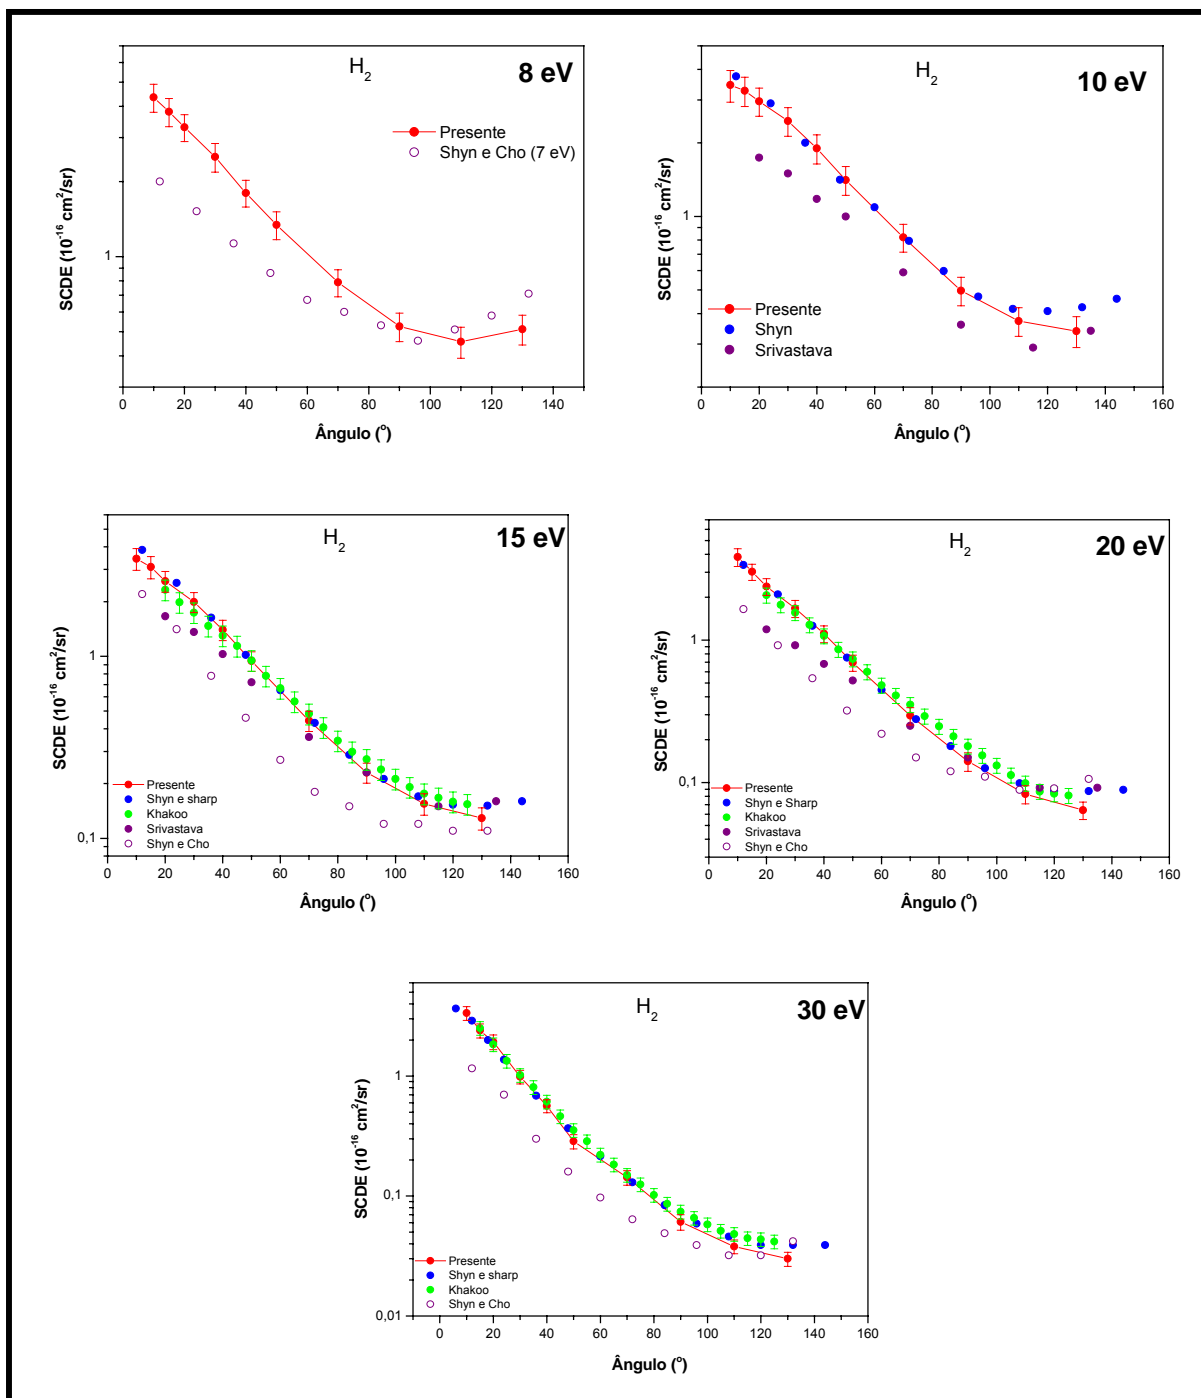 H2
8 eV
Presente
Shyn e Cho (7 eV)
SCDE (10-16 cm2/sr)
1
0 20 40 60 80 100 120 140
Ângulo (o)
H2
10 eV
Presente
Shyn
Srivastava
SCDE (10-16 cm2/sr)
1
0 20 40 60 80 100 120 140 160
Ângulo (o)
H2
15 eV
Presente
Shyn e sharp
Khakoo
Srivastava
Shyn e Cho
SCDE (10-16 cm2/sr)
1
0,1
0 20 40 60 80 100 120 140 160
Ângulo (o)
H2
20 eV
Presente
Shyn e Sharp
Khakoo
Srivastava
Shyn e Cho
SCDE (10-16 cm2/sr)
1
0,1
0,01
0 20 40 60 80 100 120 140 160
Ângulo (o)
H2
30 eV
Presente
Shyn e sharp
Khakoo
Shyn e Cho
SCDE (10-16 cm2/sr)
1
0,1
0,01
0 20 40 60 80 100 120 140 160
Ângulo (o)